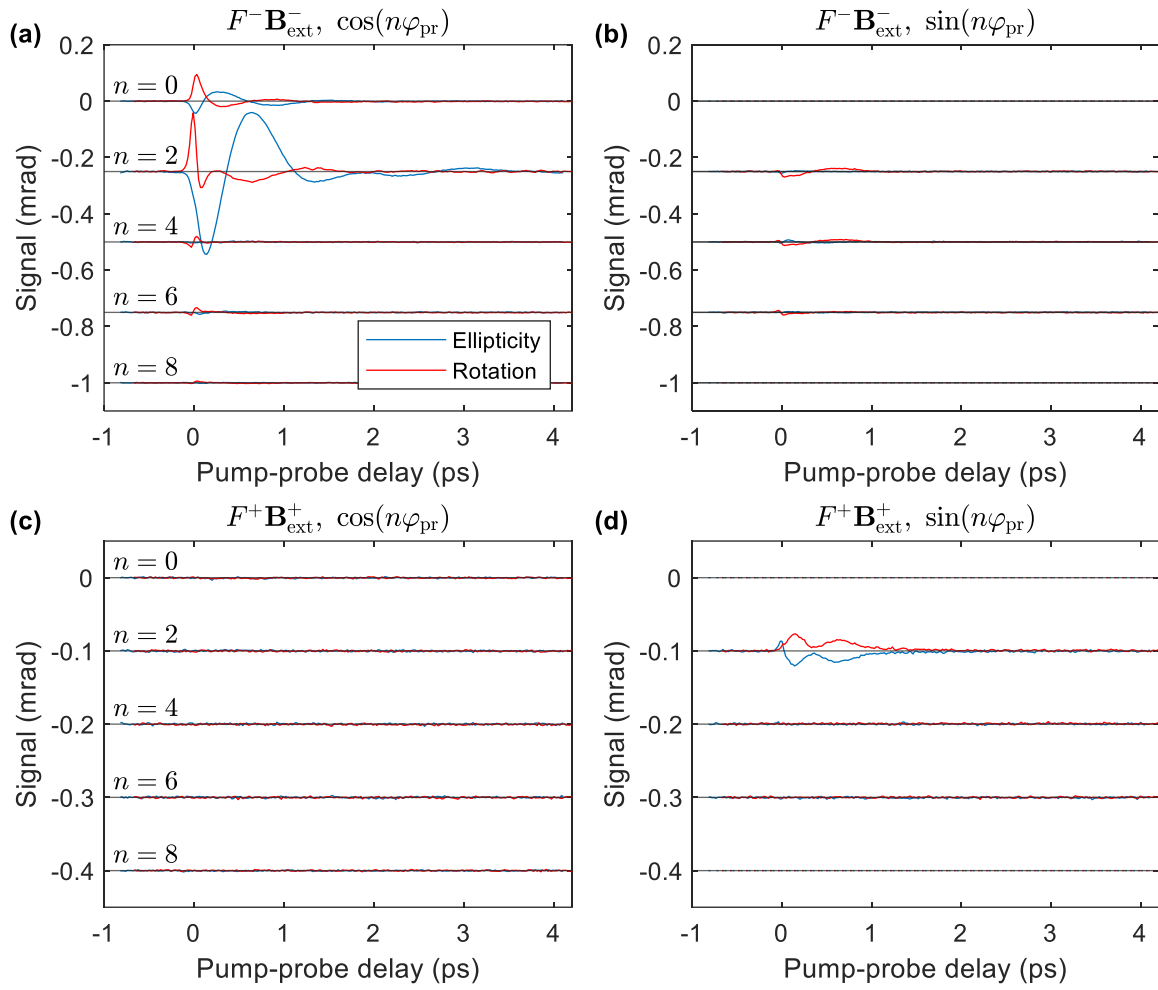 (a)
F⁻B⁻ext, cos(nφpr)
0.2
0
-0.2
-0.4
-0.6
-0.8
-1
Signal (mrad)
n = 0
n = 2
n = 4
n = 6
n = 8
Ellipticity
Rotation
-1 0 1 2 3 4
Pump-probe delay (ps)
(b)
F⁻B⁻ext, sin(nφpr)
0.2
0
-0.2
-0.4
-0.6
-0.8
-1
Signal (mrad)
-1 0 1 2 3 4
Pump-probe delay (ps)
(c)
F⁺B⁺ext, cos(nφpr)
0
-0.1
-0.2
-0.3
-0.4
Signal (mrad)
n = 0
n = 2
n = 4
n = 6
n = 8
-1 0 1 2 3 4
Pump-probe delay (ps)
(d)
F⁺B⁺ext, sin(nφpr)
0
-0.1
-0.2
-0.3
-0.4
Signal (mrad)
-1 0 1 2 3 4
Pump-probe delay (ps)